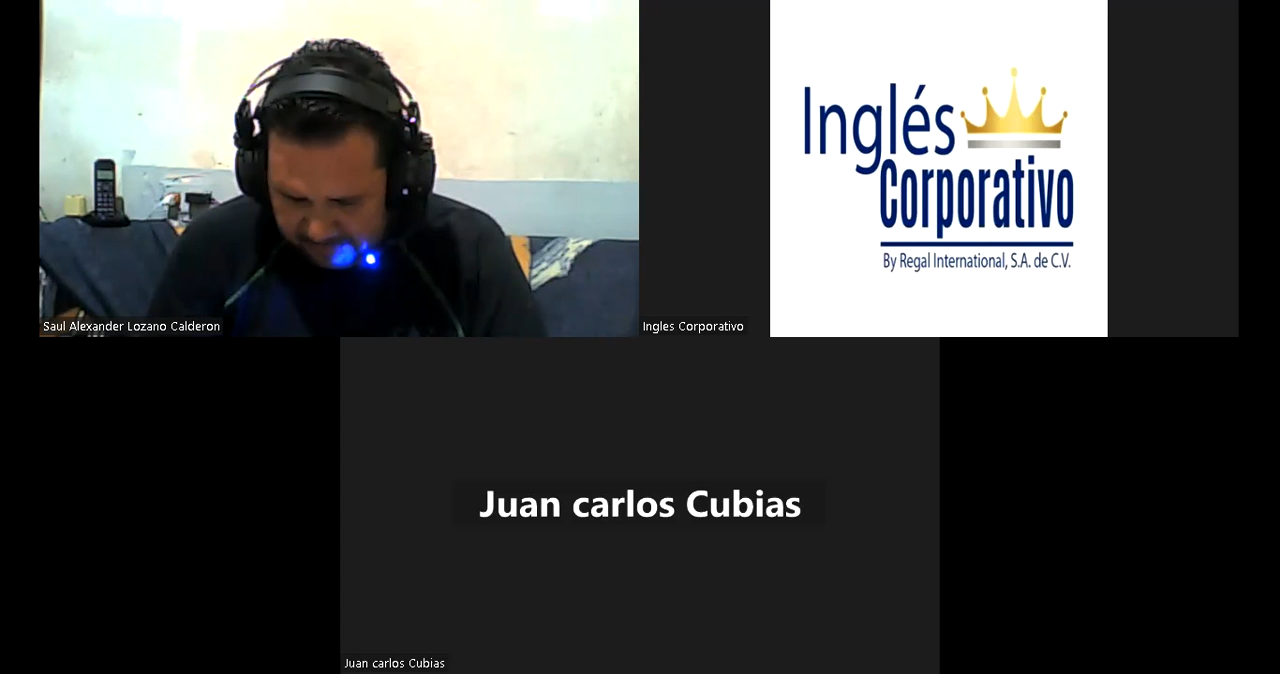 Inglés
Corporativo
By Regal International, S.A. de C.V.
Saul Alexander Lozano Calderon
Ingles Corporativo
Juan carlos Cubias
Juan carlos Cubias